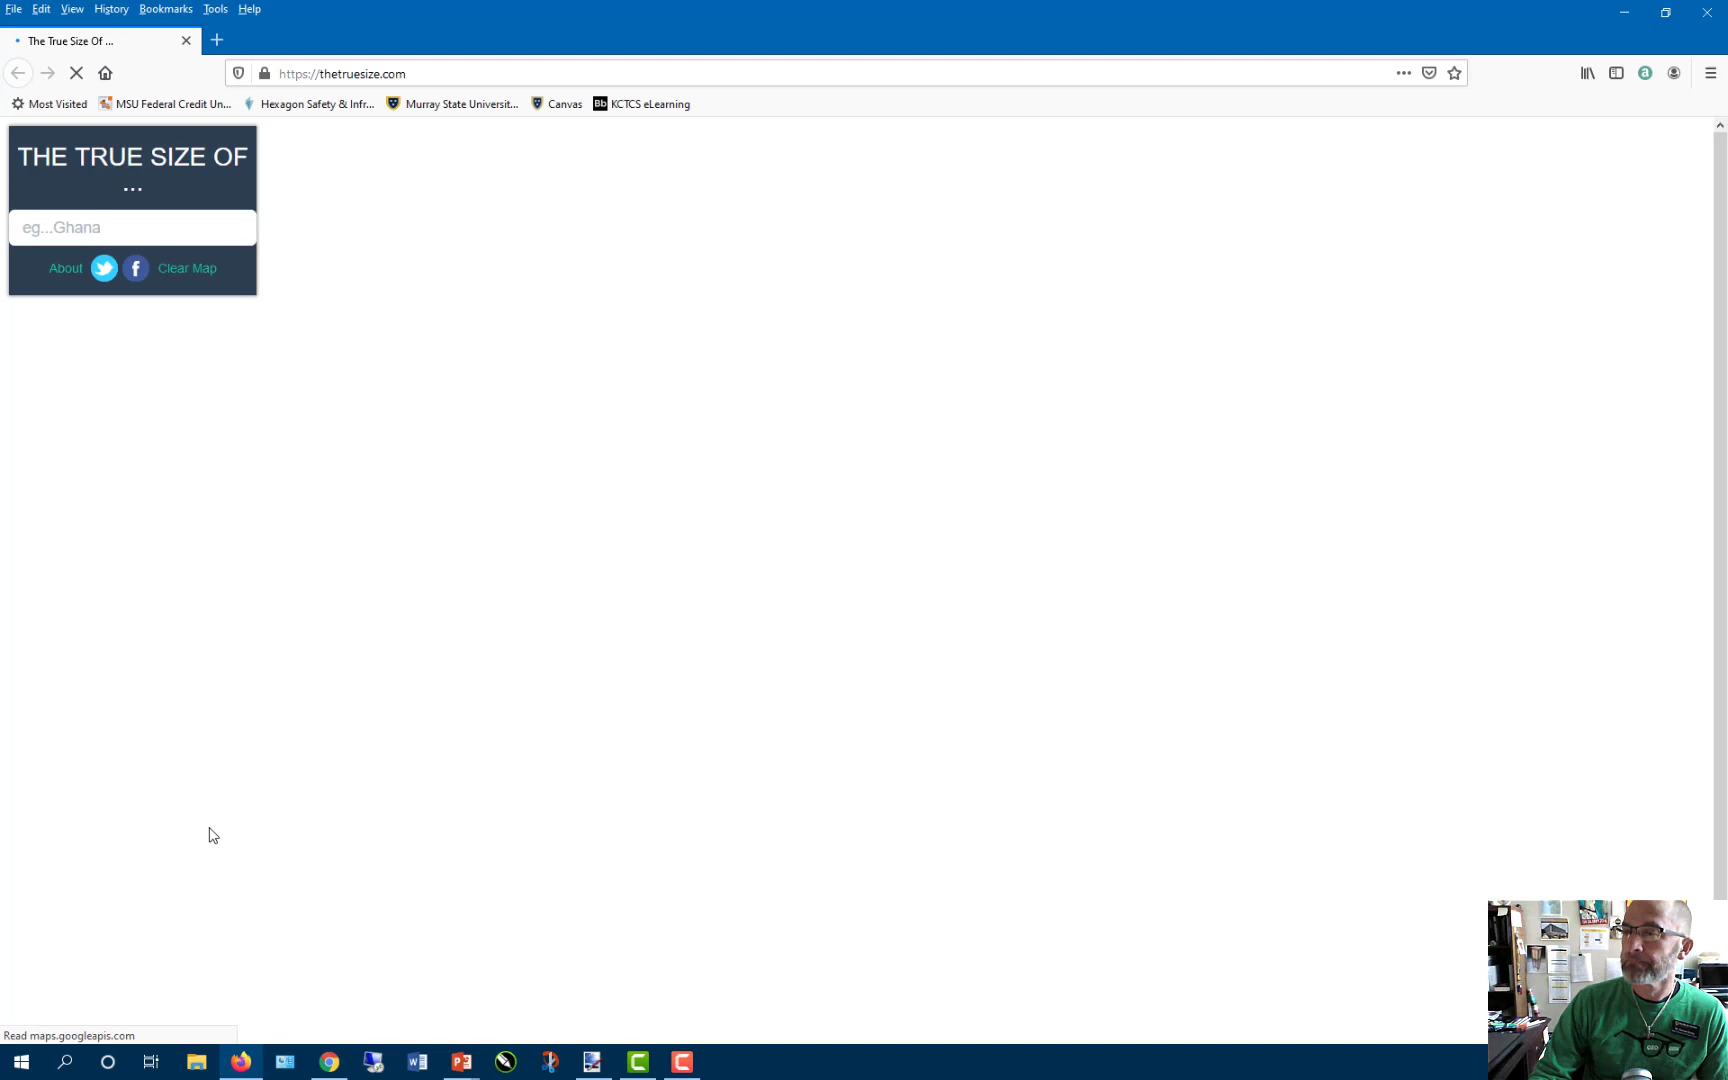 File Edit View History Bookmarks Tools Help
The True Size Of ...
https://thetruesize.com
Most Visited MSU Federal Credit Un... Hexagon Safety & Infr... Murray State Universit... Canvas Bb KCTCS eLearning
THE TRUE SIZE OF
...
eg...Ghana
About Clear Map
Read maps.googleapis.com